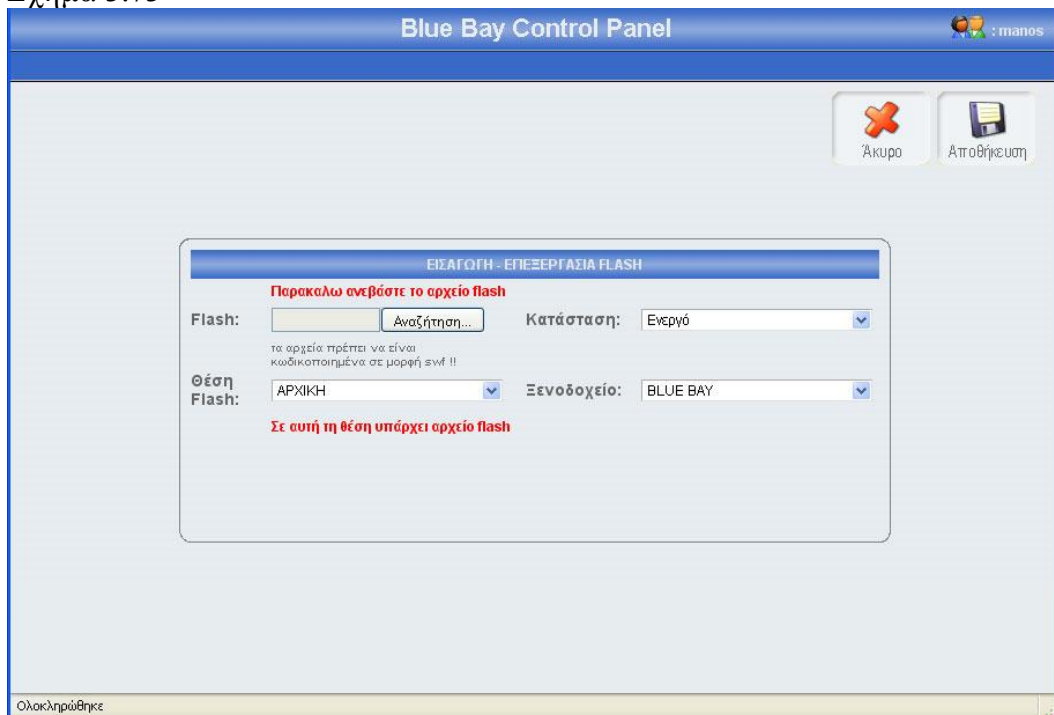 Blue Bay Control Panel
: manos
Άκυρο
Αποθήκευση
ΕΙΣΑΓΩΓΗ - ΕΠΕΞΕΡΓΑΣΙΑ FLASH
Παρακαλω ανεβάστε το αρχείο flash
Flash:
Αναζήτηση...
Κατάσταση:
Ενεργό
τα αρχεία πρέπει να είναι
κωδικοποιημένα σε μορφή swf !!
Θέση
Flash:
ΑΡΧΙΚΗ
Ξενοδοχείο:
BLUE BAY
Σε αυτή τη θέση υπάρχει αρχείο flash
Ολοκληρώθηκε